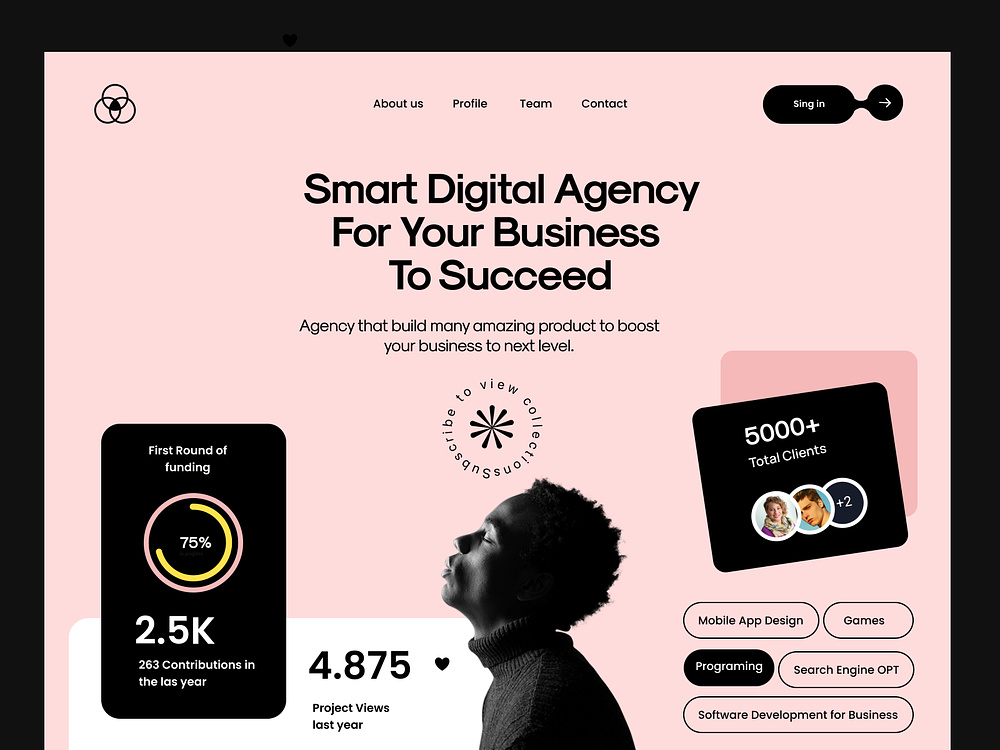 About us Profile Team Contact
Sing in
Smart Digital Agency
For Your Business
To Succeed
Agency that build many amazing product to boost
your business to next level.
Subscribe to view collections
First Round of
funding
75%
2.5K
263 Contributions in
the las year
4.875
Project Views
last year
5000+
Total Clients
+2
Mobile App Design
Games
Programing
Search Engine OPT
Software Development for Business